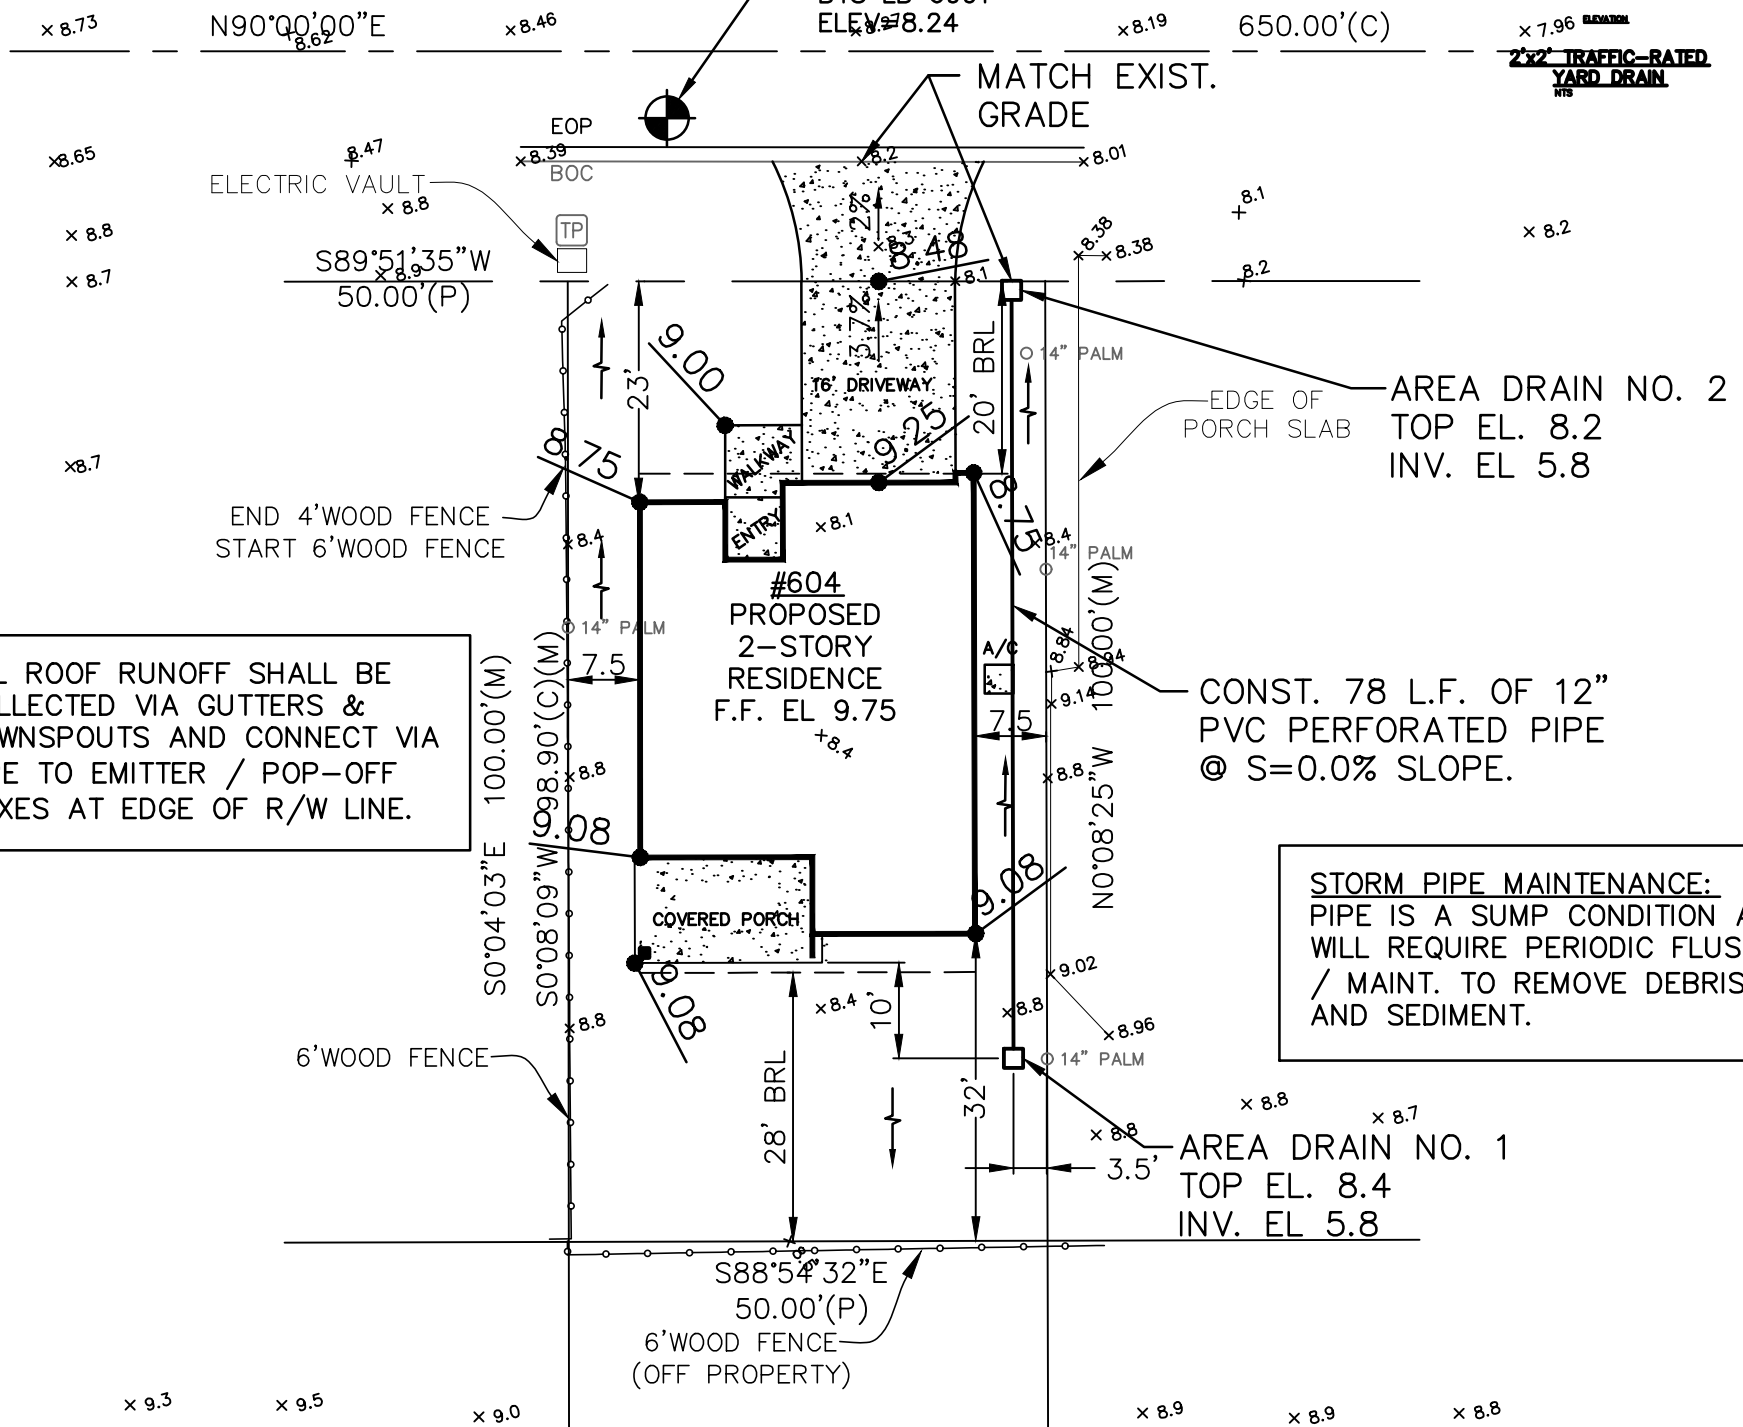 8.73
N90°00'00"E
8.62
8.46
ELEV=8.24
8.19
650.00'(C)
7.96
ELEVATION
2'x2' TRAFFIC-RATED
YARD DRAIN
NTS
MATCH EXIST.
GRADE
EOP
BOC
8.65
8.47
8.39
8.2
8.01
ELECTRIC VAULT
TP
8.8
8.8
8.1
8.2
8.38
8.38
2%
8.3
8.48
S89°51'35"W
8.9
50.00'(P)
8.7
8.1
8.2
3.7%
9.00
23'
20' BRL
14" PALM
16' DRIVEWAY
AREA DRAIN NO. 2
TOP EL. 8.2
INV. EL 5.8
EDGE OF
PORCH SLAB
9.25
WALKWAY
8.75
8.7
8.75
END 4'WOOD FENCE
START 6'WOOD FENCE
ENTRY
8.1
8.4
8.4
14" PALM
#604
PROPOSED
2-STORY
RESIDENCE
F.F. EL 9.75
8.4
14" PALM
7.5
A/C
8.84
8.94
9.14
7.5
8.8
8.8
100.00'(M)
N0°08'25"W
S0°04'03"E 100.00'(M)
S0°08'09"W 98.90'(C)(M)
ROOF RUNOFF SHALL BE
GUTTERS &
AND CONNECT VIA
TO EMITTER / POP-OFF
AT EDGE OF R/W LINE.
CONST. 78 L.F. OF 12"
PVC PERFORATED PIPE
@ S=0.0% SLOPE.
9.08
9.08
COVERED PORCH
STORM PIPE MAINTENANCE:
PIPE IS A SUMP CONDITION
WILL REQUIRE PERIODIC
/ MAINT. TO REMOVE DEBRIS
AND SEDIMENT.
9.08
9.02
8.96
8.4
8.8
8.8
10'
6'WOOD FENCE
14" PALM
28' BRL
32'
8.8
8.7
8.8
3.5'
AREA DRAIN NO. 1
TOP EL. 8.4
INV. EL 5.8
S88°54'32"E
50.00'(P)
6'WOOD FENCE
(OFF PROPERTY)
9.3
9.5
9.0
8.9
8.9
8.8